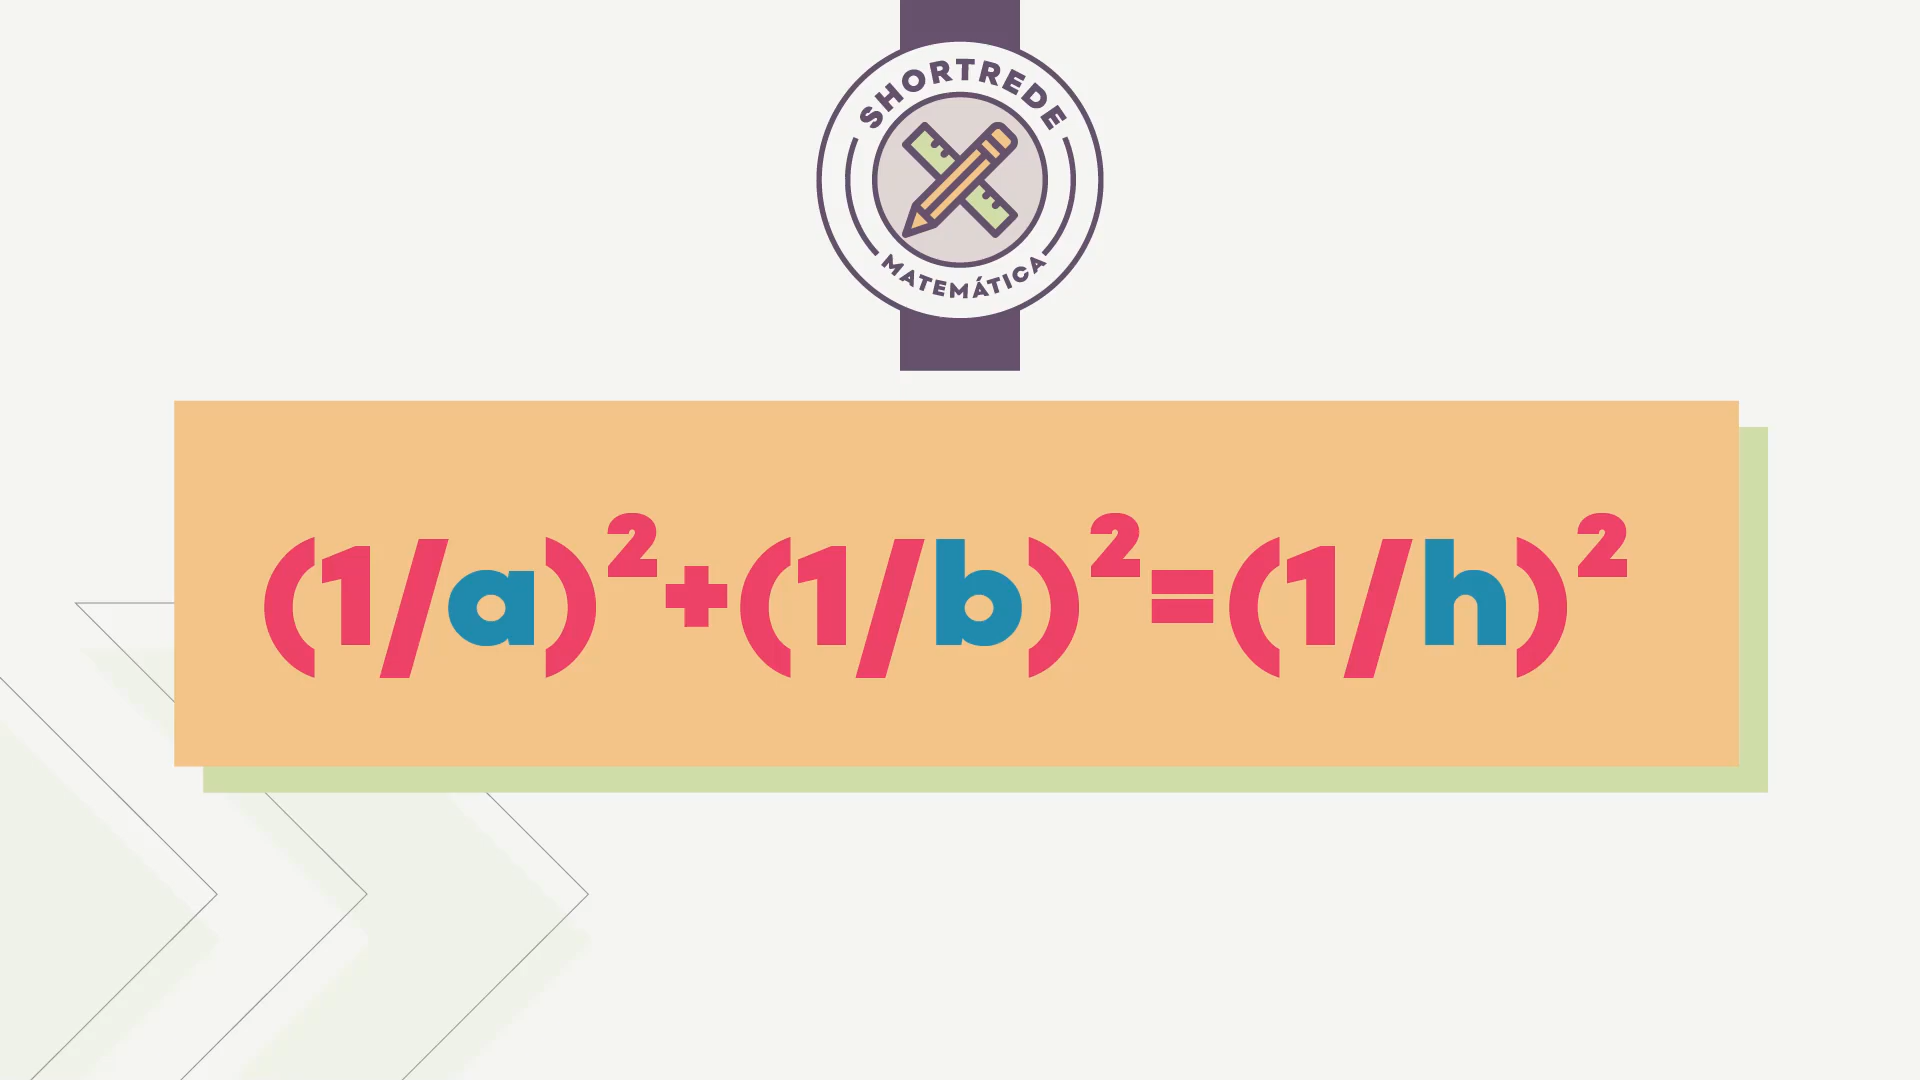 SHORTREDE
MATEMÁTICA
(1/a)²+(1/b)²=(1/h)²